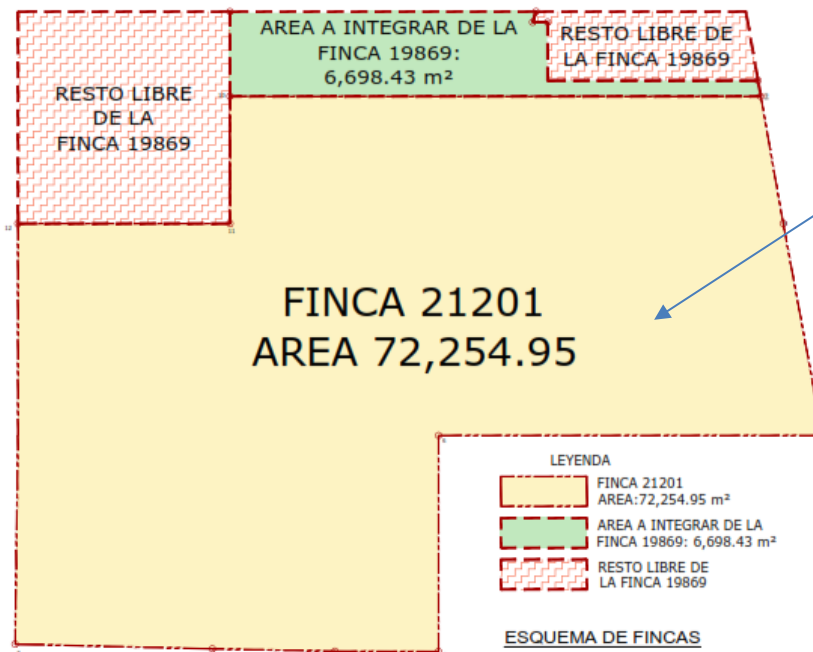 AREA A INTEGRAR DE LA
FINCA 19869:
6,698.43 m²
RESTO LIBRE DE
LA FINCA 19869
RESTO LIBRE
DE LA
FINCA 19869
12
11
FINCA 21201
AREA 72,254.95
LEYENDA
FINCA 21201
AREA:72,254.95 m²
AREA A INTEGRAR DE LA
FINCA 19869: 6,698.43 m²
RESTO LIBRE DE
LA FINCA 19869
ESQUEMA DE FINCAS